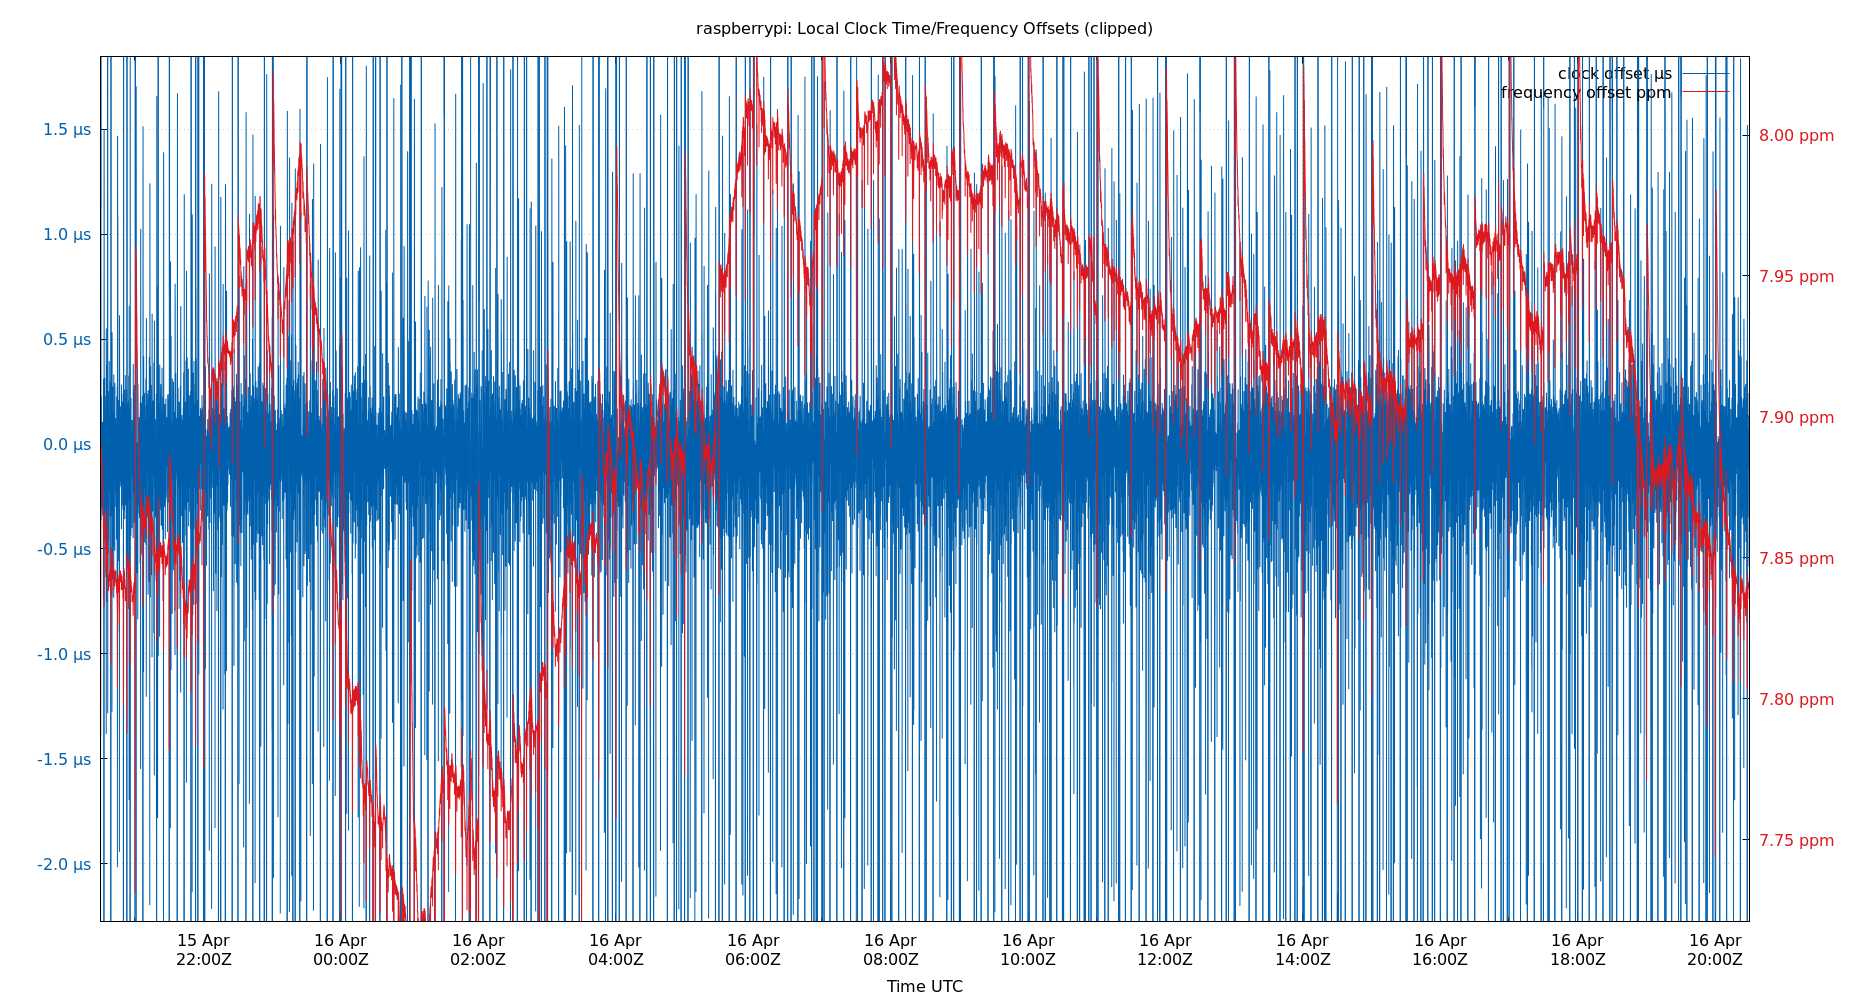 raspberrypi: Local Clock Time/Frequency Offsets (clipped)
clock offset µs
frequency offset ppm
1.5 µs
1.0 µs
0.5 µs
0.0 µs
-0.5 µs
-1.0 µs
-1.5 µs
-2.0 µs
8.00 ppm
7.95 ppm
7.90 ppm
7.85 ppm
7.80 ppm
7.75 ppm
15 Apr 16 Apr 16 Apr 16 Apr 16 Apr 16 Apr 16 Apr 16 Apr 16 Apr 16 Apr 16 Apr 16 Apr
22:00Z 00:00Z 02:00Z 04:00Z 06:00Z 08:00Z 10:00Z 12:00Z 14:00Z 16:00Z 18:00Z 20:00Z
Time UTC